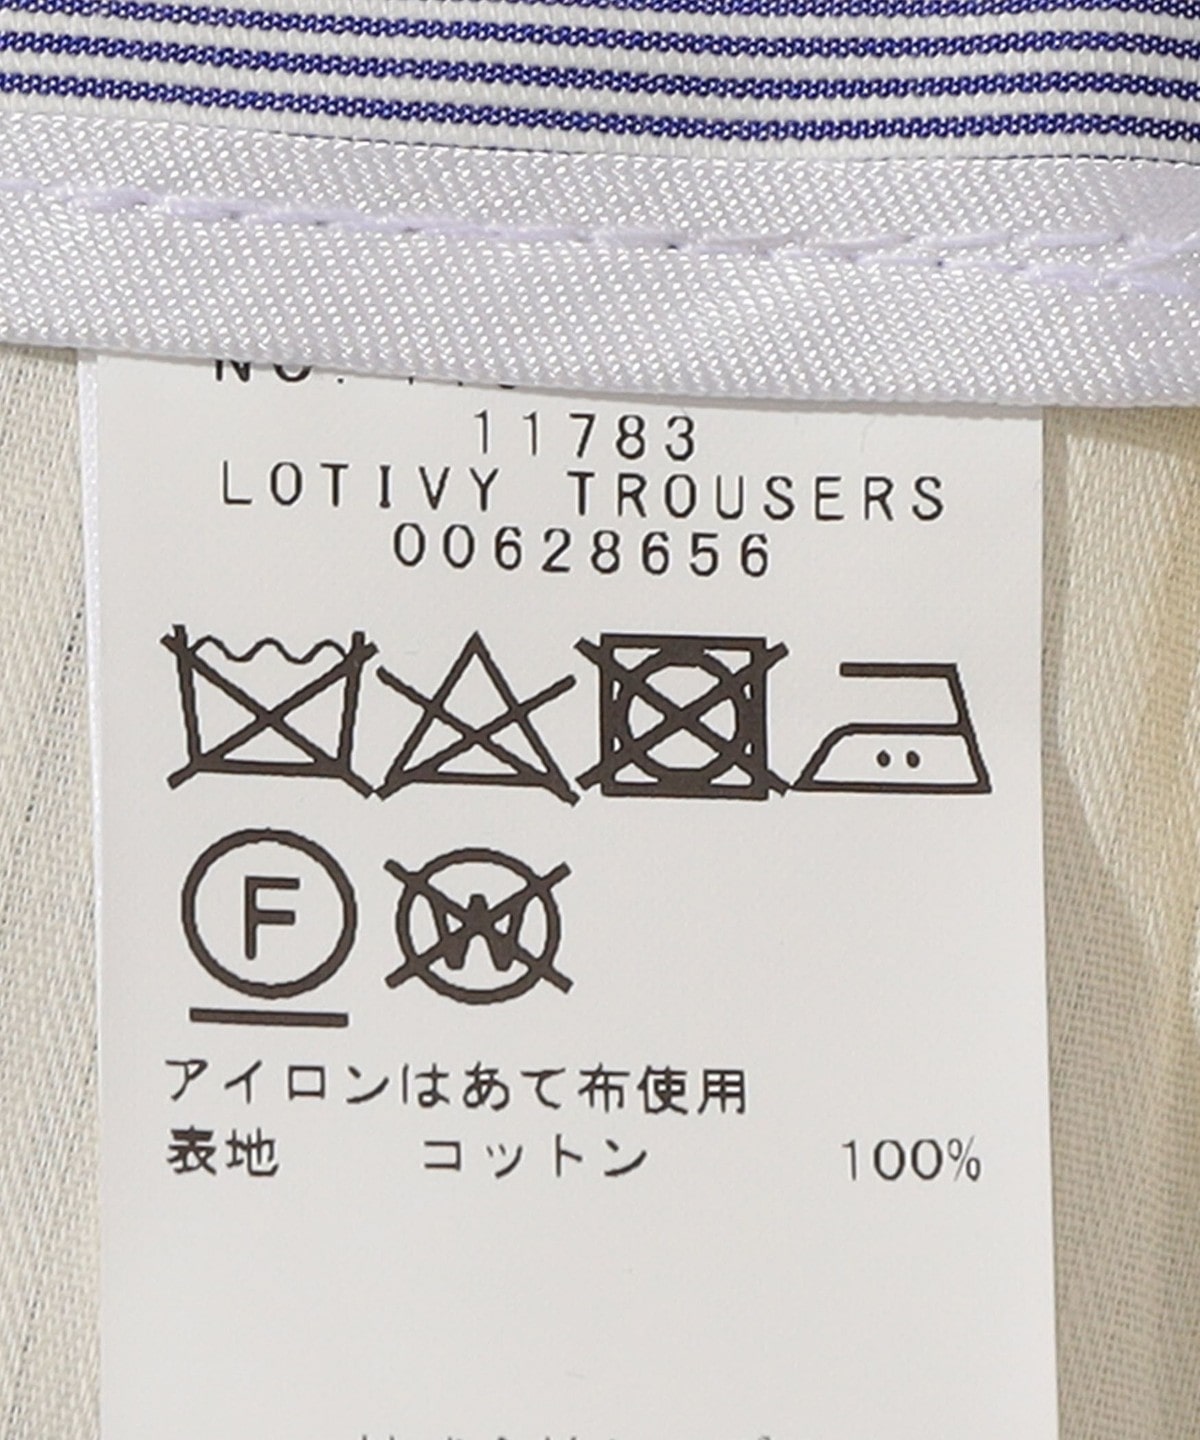 NO.
11783
LOTIVY TROUSERS
00628656
F W
アイロンはあて布使用
表地 コットン 100%